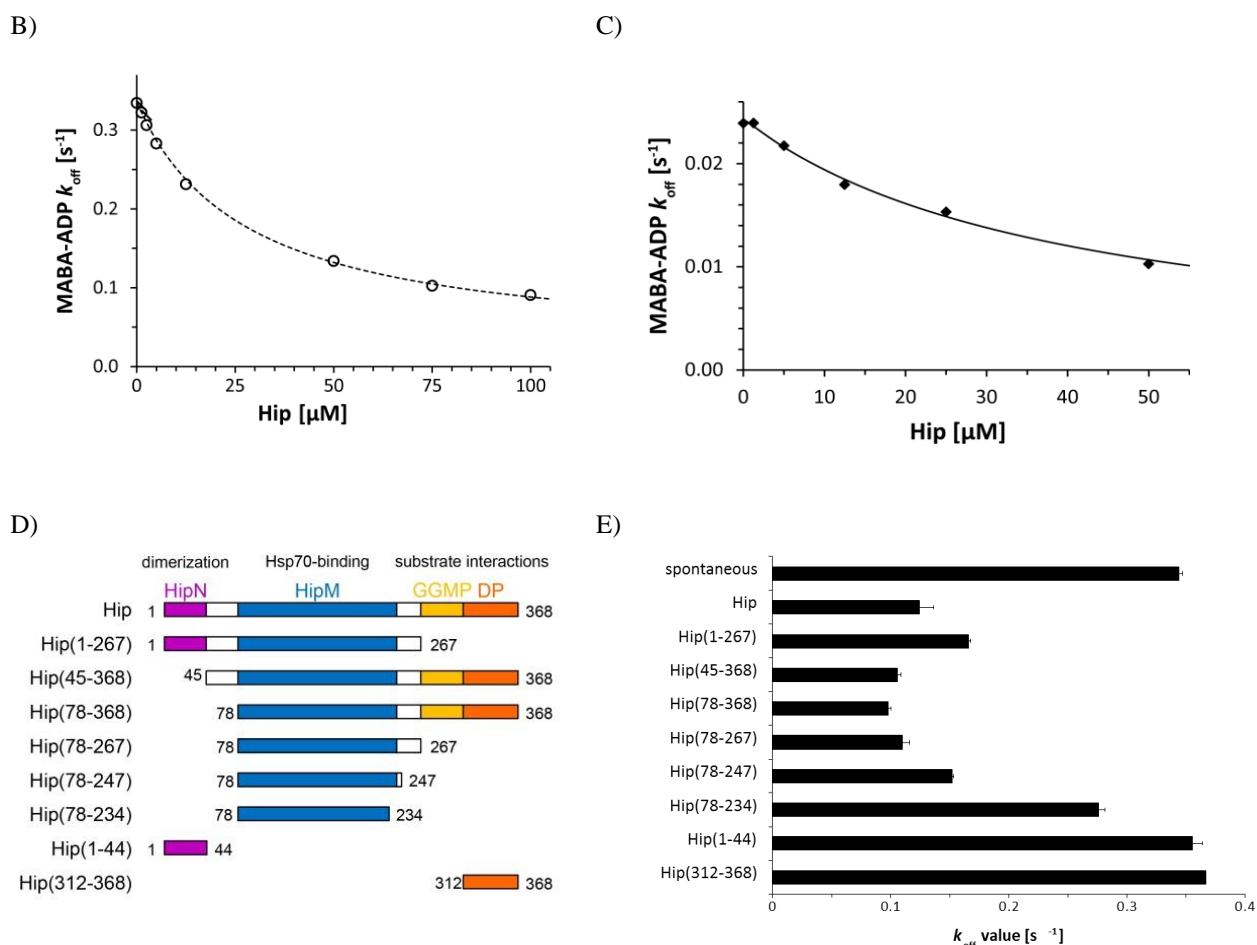 B)
C)
MABA-ADP k_off [s⁻¹]
0.3
0.2
0.1
0.0
0 25 50 75 100
Hip [µM]
MABA-ADP k_off [s⁻¹]
0.02
0.01
0.00
0 10 20 30 40 50
Hip [µM]
D)
E)
dimerization Hsp70-binding substrate interactions
HipN HipM GGMP DP
Hip 1 368
Hip(1-267) 1 267
Hip(45-368) 45 368
Hip(78-368) 78 368
Hip(78-267) 78 267
Hip(78-247) 78 247
Hip(78-234) 78 234
Hip(1-44) 1 44
Hip(312-368) 312 368
spontaneous
Hip
Hip(1-267)
Hip(45-368)
Hip(78-368)
Hip(78-267)
Hip(78-247)
Hip(78-234)
Hip(1-44)
Hip(312-368)
0 0.1 0.2 0.3 0.4
k_off value [s ⁻¹]